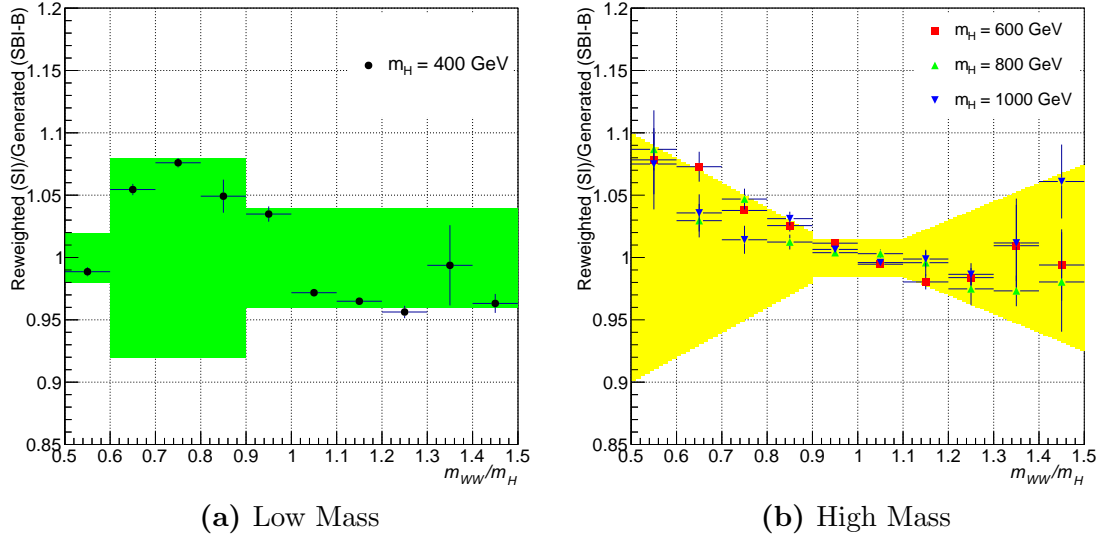 Reweighted (SI)/Generated (SBI-B)
1.2
1.15
1.1
1.05
1
0.95
0.9
0.85
m_H = 400 GeV
0.5 0.6 0.7 0.8 0.9 1 1.1 1.2 1.3 1.4 1.5
m_WW/m_H
(a) Low Mass
Reweighted (SI)/Generated (SBI-B)
1.2
1.15
1.1
1.05
1
0.95
0.9
0.85
m_H = 600 GeV
m_H = 800 GeV
m_H = 1000 GeV
0.5 0.6 0.7 0.8 0.9 1 1.1 1.2 1.3 1.4 1.5
m_WW/m_H
(b) High Mass